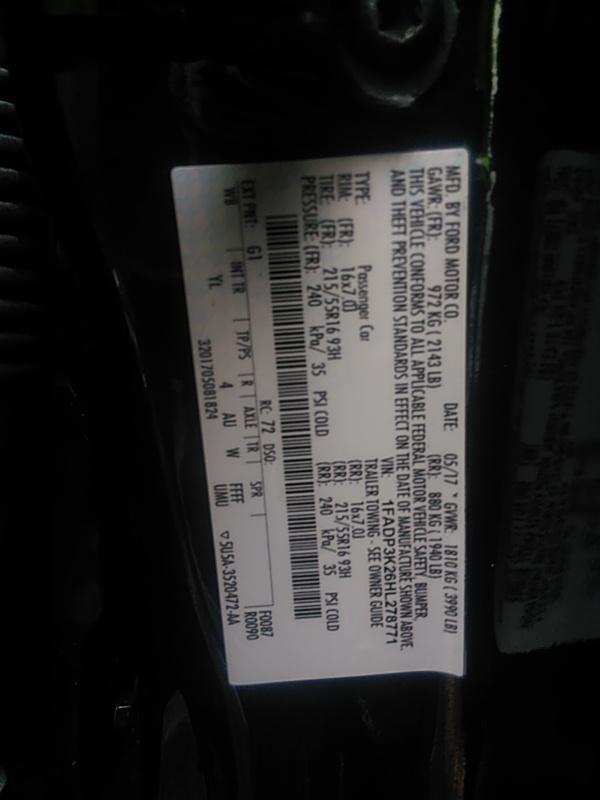 MFD BY FORD MOTOR CO. DATE: 05/17 * GVWR: 1810 KG ( 3990 LB)
GAWR: (FR): 972 KG ( 2143 LB) (RR): 880 KG ( 1940 LB)
THIS VEHICLE CONFORMS TO ALL APPLICABLE FEDERAL MOTOR VEHICLE SAFETY, BUMPER,
AND THEFT PREVENTION STANDARDS IN EFFECT ON THE DATE OF MANUFACTURE SHOWN ABOVE.
VIN: 1FADP3K26HL278771
TYPE: Passenger Car TRAILER TOWING - SEE OWNER GUIDE
RIM: (FR): 16x7.0J (RR): 16x7.0J
TIRE: (FR): 215/55R16 93H (RR): 215/55R16 93H
PRESSURE: (FR): 240 kPa/ 35 PSI COLD (RR): 240 kPa/ 35 PSI COLD
EXT PNT: G1 RC: 72 DSO: F0087
R0090
WB INT TR TP/PS R AXLE TR SPR
YL 4 AU W FFFF
UMU
3201705081824 ▽5U5A-3520472-AA